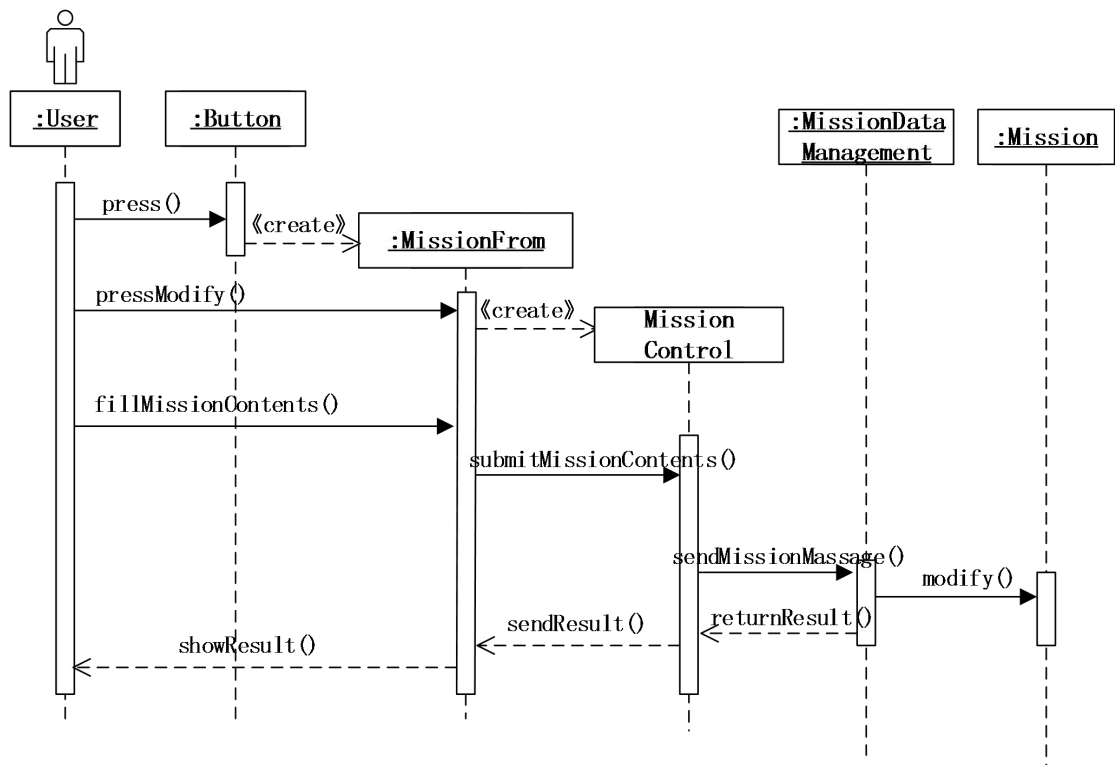 :User
:Button
:MissionData
Management
:Mission
press()
《create》
:MissionFrom
pressModify()
《create》
Mission
Control
fillMissionContents()
submitMissionContents()
sendMissionMassage()
modify()
returnResult()
sendResult()
showResult()